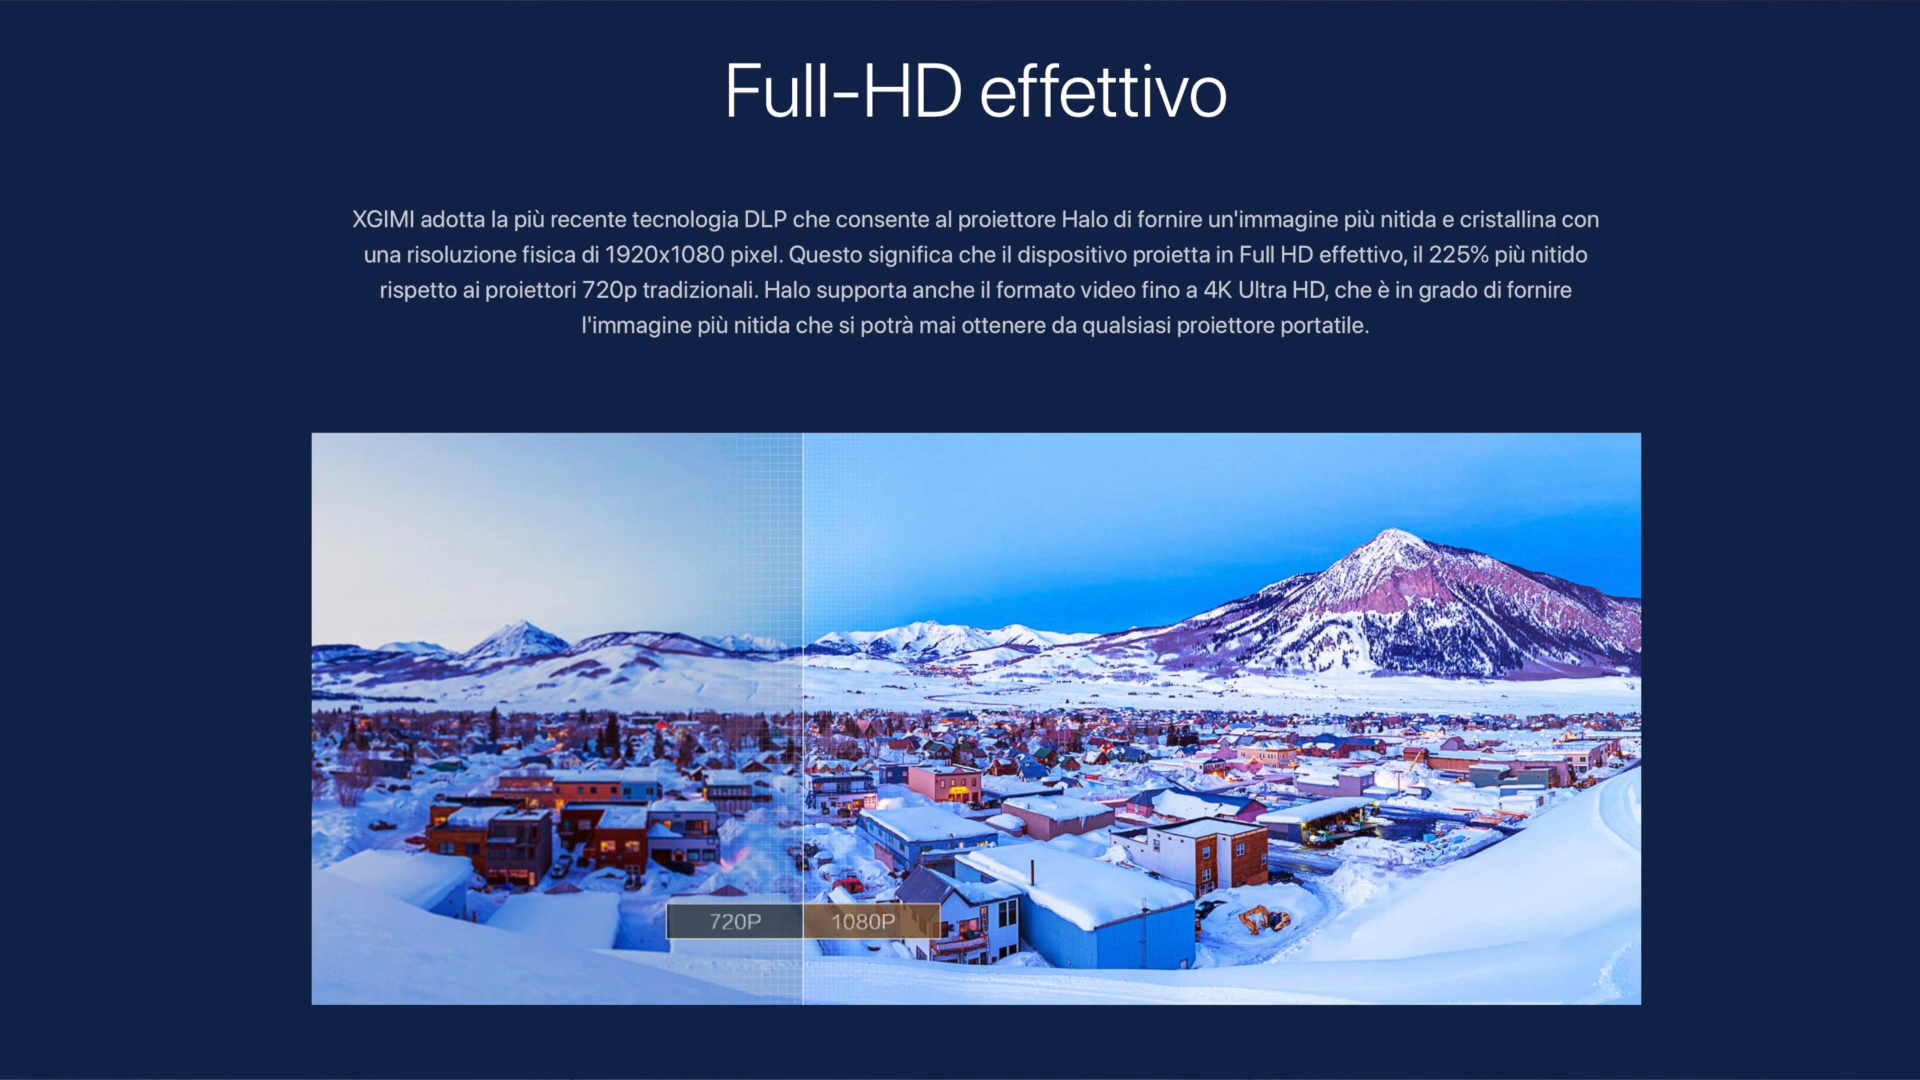 Full-HD effettivo
XGIMI adotta la più recente tecnologia DLP che consente al proiettore Halo di fornire un'immagine più nitida e cristallina con
una risoluzione fisica di 1920x1080 pixel. Questo significa che il dispositivo proietta in Full HD effettivo, il 225% più nitido
rispetto ai proiettori 720p tradizionali. Halo supporta anche il formato video fino a 4K Ultra HD, che è in grado di fornire
l'immagine più nitida che si potrà mai ottenere da qualsiasi proiettore portatile.
720P
1080P